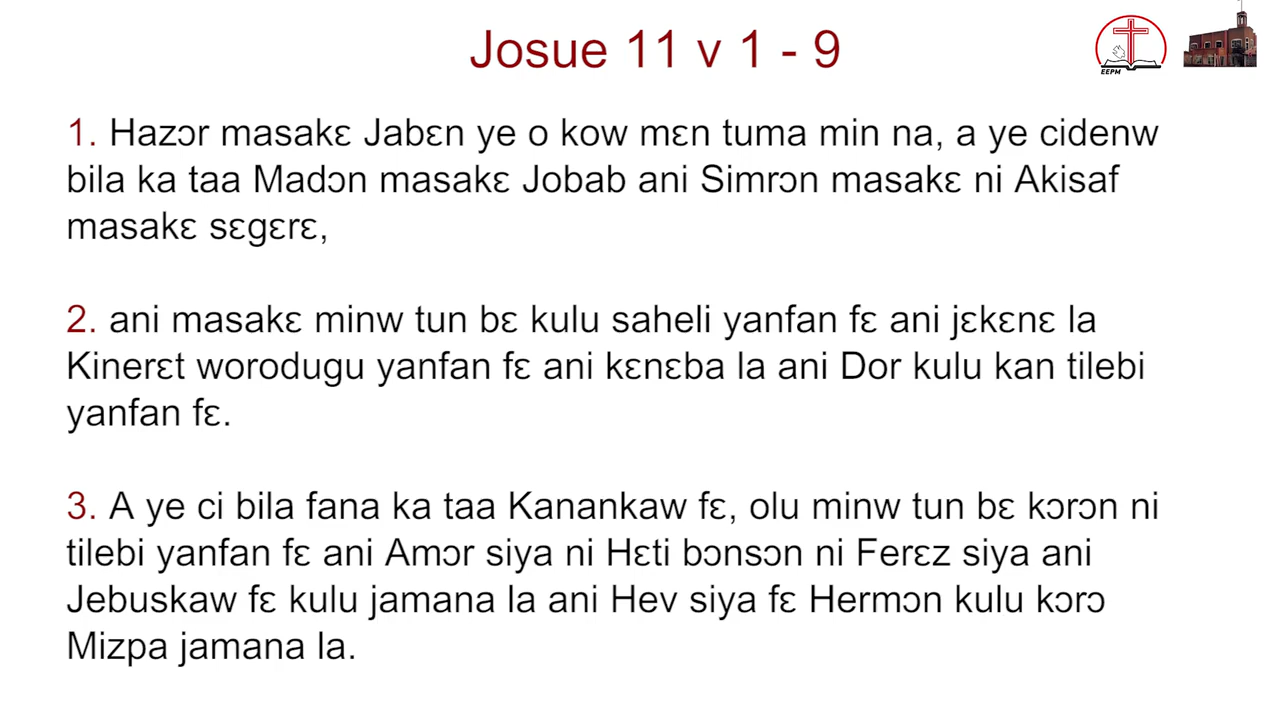 Josue 11 v 1 - 9
EEPM
1. Hazɔr masakɛ Jabɛn ye o kow mɛn tuma min na, a ye cidenw
bila ka taa Madɔn masakɛ Jobab ani Simrɔn masakɛ ni Akisaf
masakɛ sɛgɛrɛ,
2. ani masakɛ minw tun bɛ kulu saheli yanfan fɛ ani jɛkɛnɛ la
Kinerɛt worodugu yanfan fɛ ani kɛnɛba la ani Dor kulu kan tilebi
yanfan fɛ.
3. A ye ci bila fana ka taa Kanankaw fɛ, olu minw tun bɛ kɔrɔn ni
tilebi yanfan fɛ ani Amɔr siya ni Hɛti bɔnsɔn ni Ferɛz siya ani
Jebuskaw fɛ kulu jamana la ani Hev siya fɛ Hermɔn kulu kɔrɔ
Mizpa jamana la.